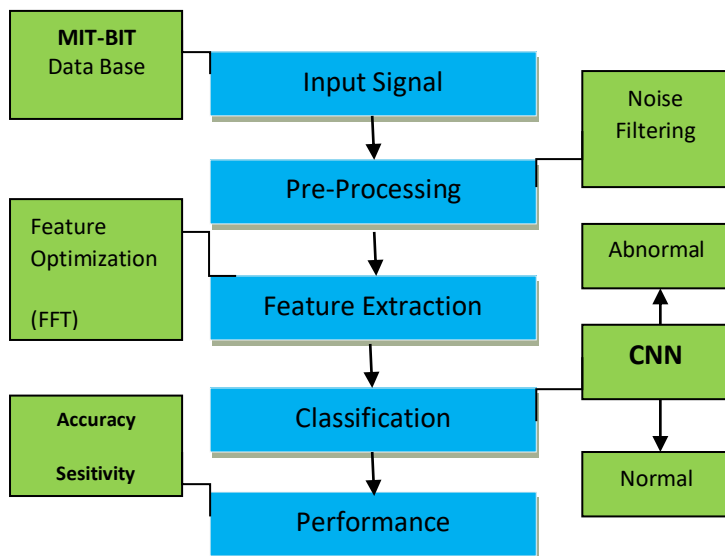 MIT-BIT
Data Base
Input Signal
Noise
Filtering
Pre-Processing
Feature
Optimization
(FFT)
Abnormal
Feature Extraction
CNN
Classification
Accuracy
Sesitivity
Normal
Performance